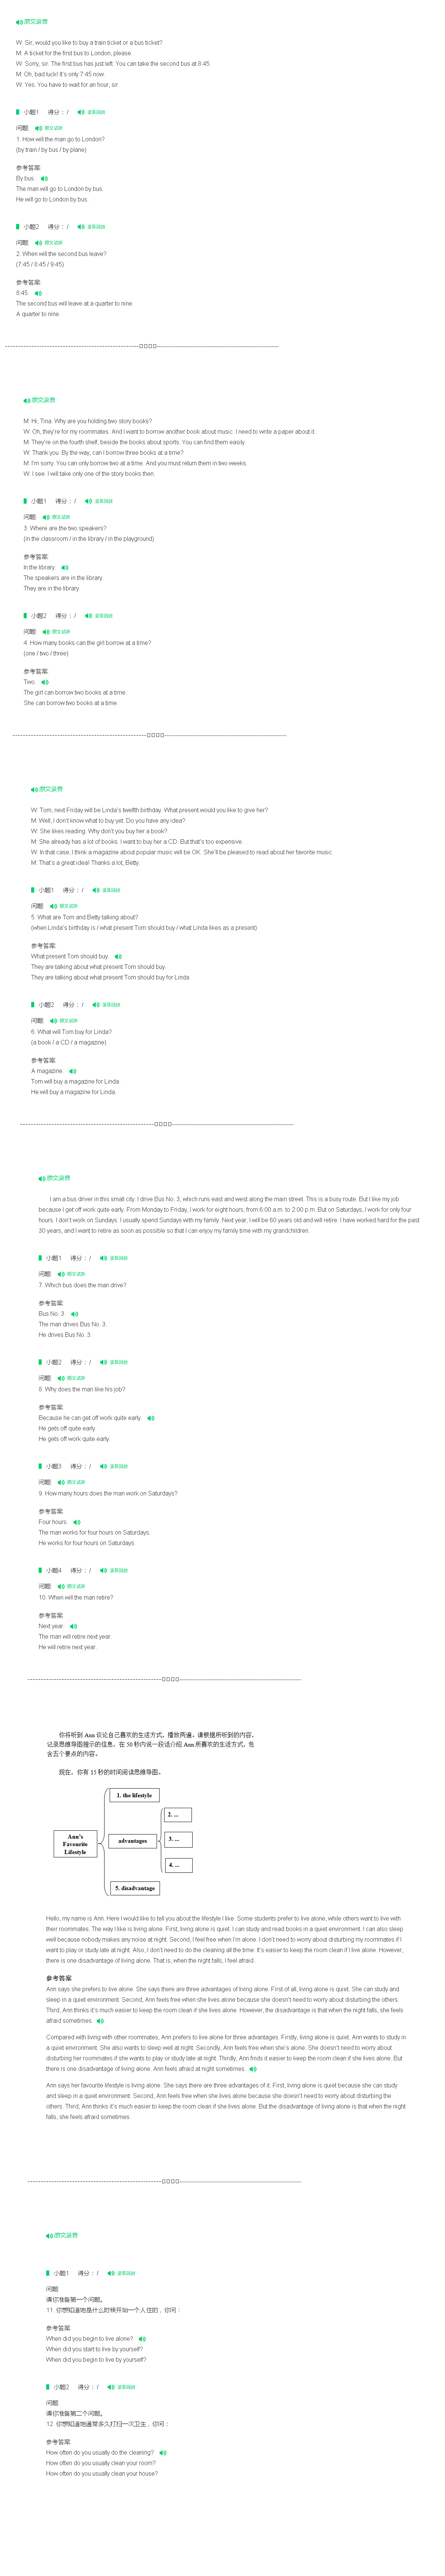 原文录音
W: Sir, would you like to buy a train ticket or a bus ticket?
M: A ticket for the first bus to London, please.
W: Sorry, sir. The first bus has just left. You can take the second bus at 8:45.
M: Oh, bad luck! It's only 7:45 now.
W: Yes. You have to wait for an hour, sir.
小题1 得分：/ 录音回放
问题: 原文试听
1. How will the man go to London?
(by train / by bus / by plane)
参考答案:
By bus.
The man will go to London by bus.
He will go to London by bus.
小题2 得分：/ 录音回放
问题: 原文试听
2. When will the second bus leave?
(7:45 / 8:45 / 9:45)
参考答案:
8:45.
The second bus will leave at a quarter to nine.
A quarter to nine.
原文录音
M: Hi, Tina. Why are you holding two story books?
W: Oh, they're for my roommates. And I want to borrow another book about music. I need to write a paper about it.
M: They're on the fourth shelf, beside the books about sports. You can find them easily.
W: Thank you. By the way, can I borrow three books at a time?
M: I'm sorry. You can only borrow two at a time. And you must return them in two weeks.
W: I see. I will take only one of the story books then.
小题1 得分：/ 录音回放
问题: 原文试听
3. Where are the two speakers?
(in the classroom / in the library / in the playground)
参考答案:
In the library.
The speakers are in the library.
They are in the library.
小题2 得分：/ 录音回放
问题: 原文试听
4. How many books can the girl borrow at a time?
(one / two / three)
参考答案:
Two.
The girl can borrow two books at a time.
She can borrow two books at a time.
原文录音
W: Tom, next Friday will be Linda's twelfth birthday. What present would you like to give her?
M: Well, I don't know what to buy yet. Do you have any idea?
W: She likes reading. Why don't you buy her a book?
M: She already has a lot of books. I want to buy her a CD. But that's too expensive.
W: In that case, I think a magazine about popular music will be OK. She'll be pleased to read about her favorite music.
M: That's a great idea! Thanks a lot, Betty.
小题1 得分：/ 录音回放
问题: 原文试听
5. What are Tom and Betty talking about?
(when Linda's birthday is / what present Tom should buy / what Linda likes as a present)
参考答案:
What present Tom should buy.
They are talking about what present Tom should buy.
They are talking about what present Tom should buy for Linda.
小题2 得分：/ 录音回放
问题: 原文试听
6. What will Tom buy for Linda?
(a book / a CD / a magazine)
参考答案:
A magazine.
Tom will buy a magazine for Linda.
He will buy a magazine for Linda.
原文录音
I am a bus driver in this small city. I drive Bus No. 3, which runs east and west along the main street. This is a busy route. But I like my job
because I get off work quite early. From Monday to Friday, I work for eight hours, from 6:00 a.m. to 2:00 p.m. But on Saturdays, I work for only four
hours. I don't work on Sundays. I usually spend Sundays with my family. Next year, I will be 60 years old and will retire. I have worked hard for the past
30 years, and I want to retire as soon as possible so that I can enjoy my family time with my grandchildren.
小题1 得分：/ 录音回放
问题: 原文试听
7. Which bus does the man drive?
参考答案:
Bus No. 3.
The man drives Bus No. 3.
He drives Bus No. 3.
小题2 得分：/ 录音回放
问题: 原文试听
8. Why does the man like his job?
参考答案:
Because he can get off work quite early.
He gets off quite early.
He gets off work quite early.
小题3 得分：/ 录音回放
问题: 原文试听
9. How many hours does the man work on Saturdays?
参考答案:
Four hours.
The man works for four hours on Saturdays.
He works for four hours on Saturdays.
小题4 得分：/ 录音回放
问题: 原文试听
10. When will the man retire?
参考答案:
Next year.
The man will retire next year.
He will retire next year.
你将听到 Ann 谈论自己喜欢的生活方式，播放两遍。请根据所听到的内容，
记录思维导图提示的信息，在 50 秒内说一段话介绍 Ann 所喜欢的生活方式，包
含五个要点的内容。
现在，你有 15 秒的时间阅读思维导图。
Ann's Favourite Lifestyle
1. the lifestyle
advantages
2. ...
3. ...
4. ...
5. disadvantage
Hello, my name is Ann. Here I would like to tell you about the lifestyle I like. Some students prefer to live alone, while others want to live with
their roommates. The way I like is living alone. First, living alone is quiet. I can study and read books in a quiet environment. I can also sleep
well because nobody makes any noise at night. Second, I feel free when I'm alone. I don't need to worry about disturbing my roommates if I
want to play or study late at night. Also, I don't need to do the cleaning all the time. It's easier to keep the room clean if I live alone. However,
there is one disadvantage of living alone. That is, when the night falls, I feel afraid.
参考答案
Ann says she prefers to live alone. She says there are three advantages of living alone. First of all, living alone is quiet. She can study and
sleep in a quiet environment. Second, Ann feels free when she lives alone because she doesn't need to worry about disturbing the others.
Third, Ann thinks it's much easier to keep the room clean if she lives alone. However, the disadvantage is that when the night falls, she feels
afraid sometimes.
Compared with living with other roommates, Ann prefers to live alone for three advantages. Firstly, living alone is quiet. Ann wants to study in
a quiet environment. She also wants to sleep well at night. Secondly, Ann feels free when she's alone. She doesn't need to worry about
disturbing her roommates if she wants to play or study late at night. Thirdly, Ann finds it easier to keep the room clean if she lives alone. But
there is one disadvantage of living alone. Ann feels afraid at night sometimes.
Ann says her favourite lifestyle is living alone. She says there are three advantages of it. First, living alone is quiet because she can study
and sleep in a quiet environment. Second, Ann feels free when she lives alone because she doesn't need to worry about disturbing the
others. Third, Ann thinks it's much easier to keep the room clean if she lives alone. But the disadvantage of living alone is that when the night
falls, she feels afraid sometimes.
原文录音
小题1 得分：/ 录音回放
问题:
请你准备第一个问题。
11. 你想知道她是什么时候开始一个人住的，你问：
参考答案:
When did you begin to live alone?
When did you start to live by yourself?
When did you begin to live by yourself?
小题2 得分：/ 录音回放
问题:
请你准备第二个问题。
12. 你想知道她通常多久打扫一次卫生，你问：
参考答案:
How often do you usually do the cleaning?
How often do you usually clean your room?
How often do you usually clean your house?